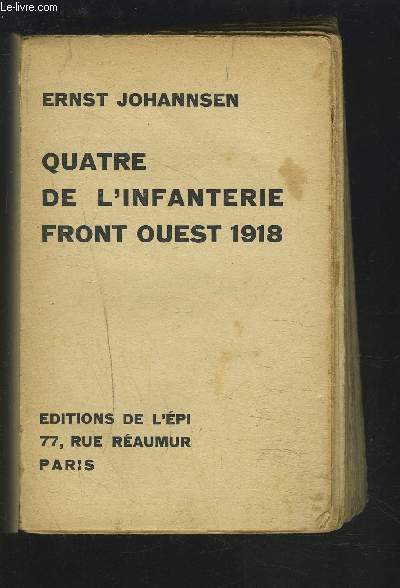 Le-livre.com
ERNST JOHANNSEN
QUATRE
DE L'INFANTERIE
FRONT OUEST 1918
EDITIONS DE L'ÉPI
77, RUE RÉAUMUR
PARIS